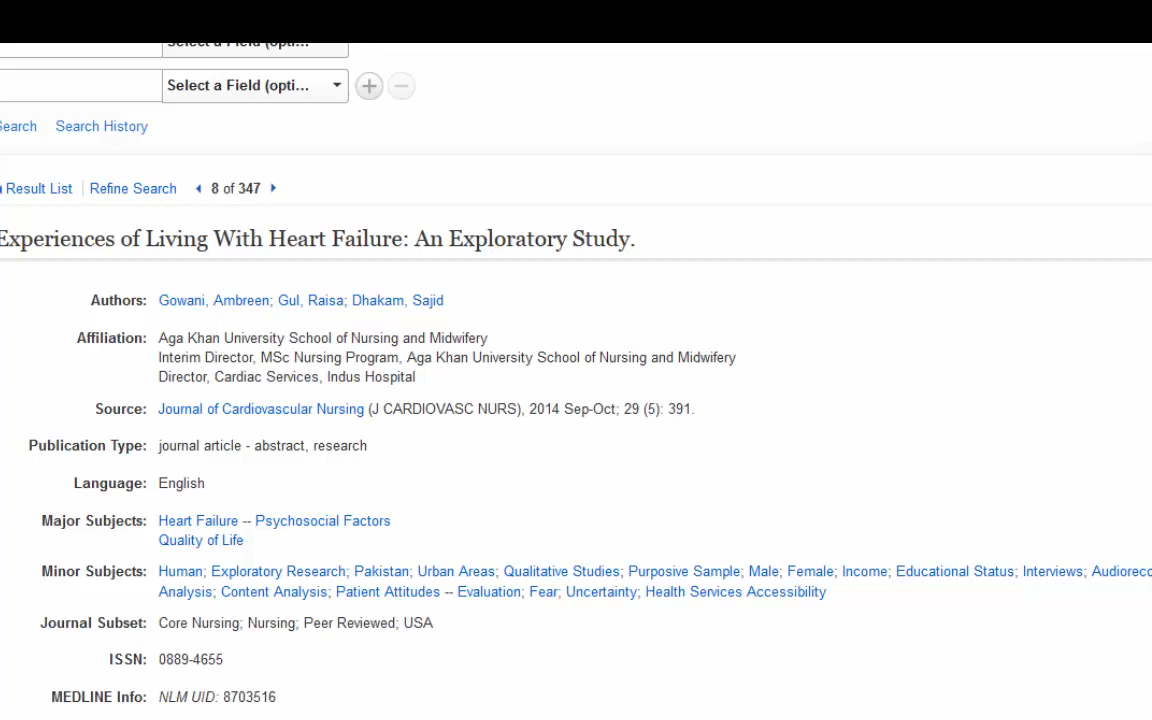 Select a Field (opti...
Select a Field (opti...
Search Search History
Result List Refine Search 8 of 347
Experiences of Living With Heart Failure: An Exploratory Study.
Authors: Gowani, Ambreen; Gul, Raisa; Dhakam, Sajid
Affiliation: Aga Khan University School of Nursing and Midwifery
Interim Director, MSc Nursing Program, Aga Khan University School of Nursing and Midwifery
Director, Cardiac Services, Indus Hospital
Source: Journal of Cardiovascular Nursing (J CARDIOVASC NURS), 2014 Sep-Oct; 29 (5): 391.
Publication Type: journal article - abstract, research
Language: English
Major Subjects: Heart Failure -- Psychosocial Factors
Quality of Life
Minor Subjects: Human; Exploratory Research; Pakistan; Urban Areas; Qualitative Studies; Purposive Sample; Male; Female; Income; Educational Status; Interviews; Audioreco
Analysis; Content Analysis; Patient Attitudes -- Evaluation; Fear; Uncertainty; Health Services Accessibility
Journal Subset: Core Nursing; Nursing; Peer Reviewed; USA
ISSN: 0889-4655
MEDLINE Info: NLM UID: 8703516